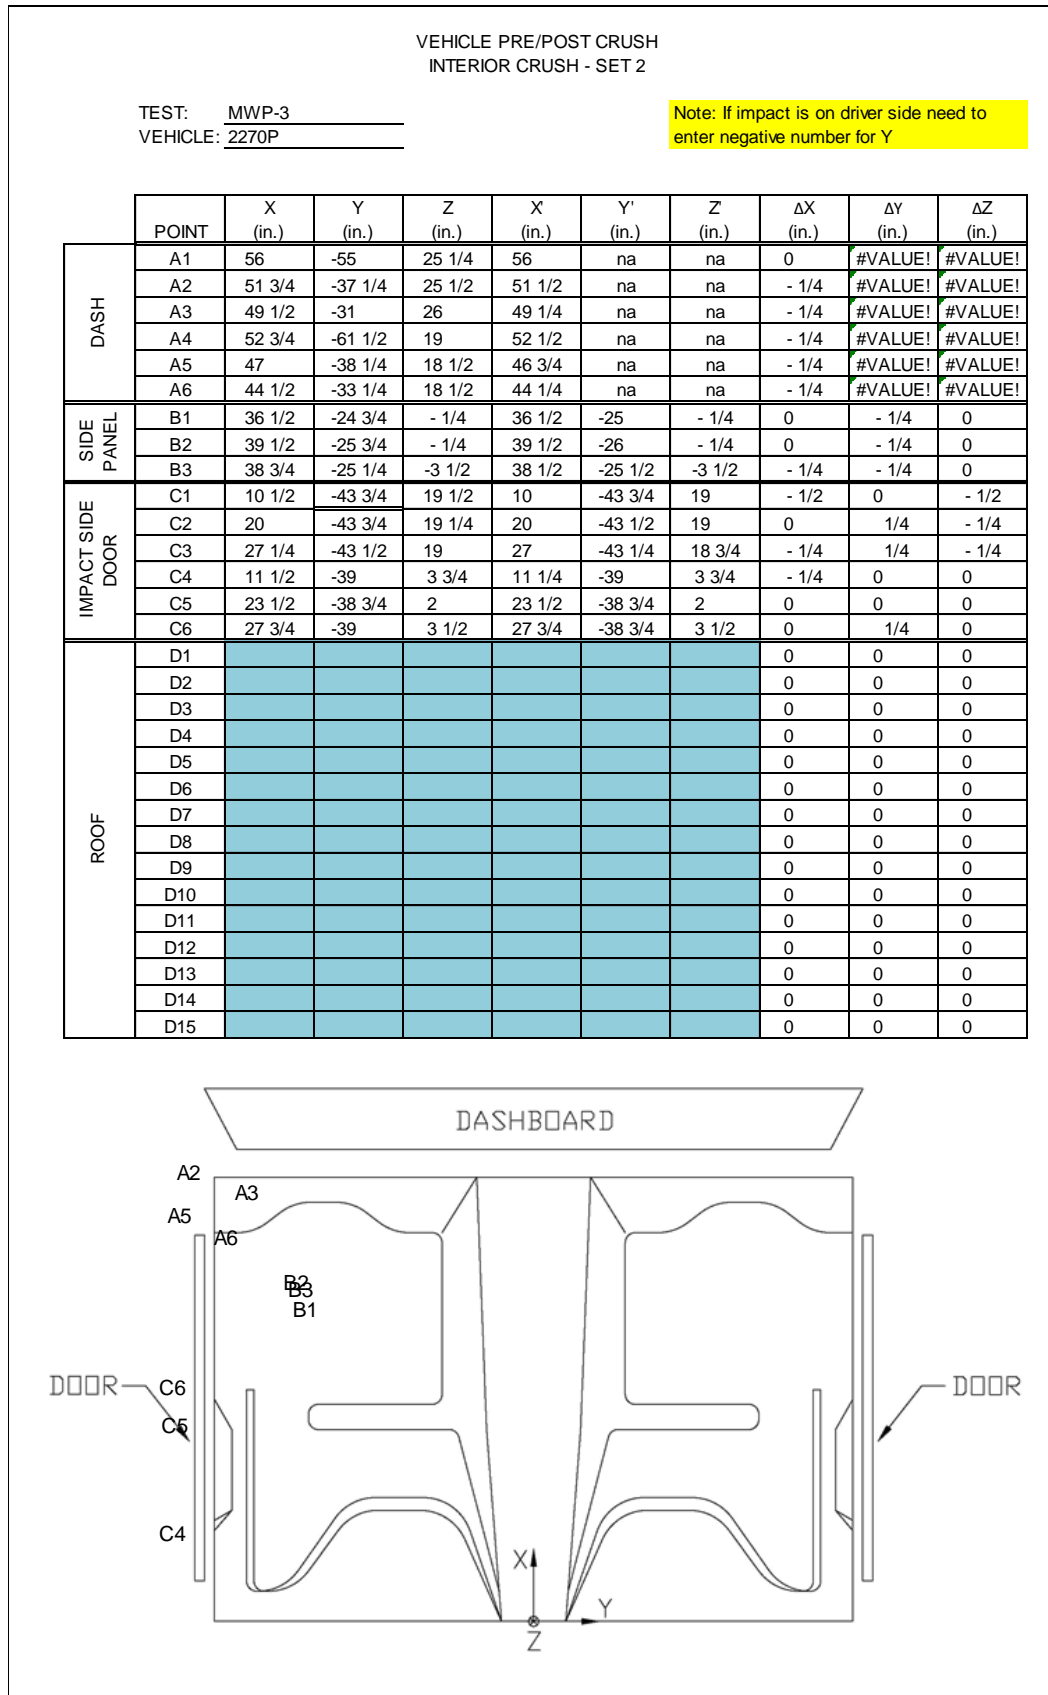 VEHICLE PRE/POST CRUSH
INTERIOR CRUSH - SET 2
TEST: MWP-3
VEHICLE: 2270P
Note: If impact is on driver side need to
enter negative number for Y
X Y Z X' Y' Z' ΔX ΔY ΔZ
POINT (in.) (in.) (in.) (in.) (in.) (in.) (in.) (in.) (in.)
DASH
A1 56 -55 25 1/4 56 na na 0 #VALUE! #VALUE!
A2 51 3/4 -37 1/4 25 1/2 51 1/2 na na - 1/4 #VALUE! #VALUE!
A3 49 1/2 -31 26 49 1/4 na na - 1/4 #VALUE! #VALUE!
A4 52 3/4 -61 1/2 19 52 1/2 na na - 1/4 #VALUE! #VALUE!
A5 47 -38 1/4 18 1/2 46 3/4 na na - 1/4 #VALUE! #VALUE!
A6 44 1/2 -33 1/4 18 1/2 44 1/4 na na - 1/4 #VALUE! #VALUE!
SIDE
PANEL
B1 36 1/2 -24 3/4 - 1/4 36 1/2 -25 - 1/4 0 - 1/4 0
B2 39 1/2 -25 3/4 - 1/4 39 1/2 -26 - 1/4 0 - 1/4 0
B3 38 3/4 -25 1/4 -3 1/2 38 1/2 -25 1/2 -3 1/2 - 1/4 - 1/4 0
IMPACT SIDE
DOOR
C1 10 1/2 -43 3/4 19 1/2 10 -43 3/4 19 - 1/2 0 - 1/2
C2 20 -43 3/4 19 1/4 20 -43 1/2 19 0 1/4 - 1/4
C3 27 1/4 -43 1/2 19 27 -43 1/4 18 3/4 - 1/4 1/4 - 1/4
C4 11 1/2 -39 3 3/4 11 1/4 -39 3 3/4 - 1/4 0 0
C5 23 1/2 -38 3/4 2 23 1/2 -38 3/4 2 0 0 0
C6 27 3/4 -39 3 1/2 27 3/4 -38 3/4 3 1/2 0 1/4 0
ROOF
D1 0 0 0
D2 0 0 0
D3 0 0 0
D4 0 0 0
D5 0 0 0
D6 0 0 0
D7 0 0 0
D8 0 0 0
D9 0 0 0
D10 0 0 0
D11 0 0 0
D12 0 0 0
D13 0 0 0
D14 0 0 0
D15 0 0 0
DASHBOARD
A2
A3
A5
A6
B2
B3
B1
DOOR
C6
DOOR
C5
C4
X
Y
Z